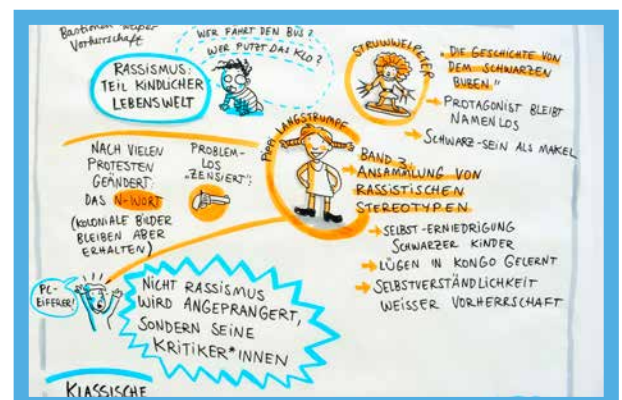 Bastionen weißer
Vorherrschaft
WER FÄHRT DEN BUS?
WER PUTZT DAS KLO?
RASSISMUS:
TEIL KINDLICHER
LEBENSWELT
STRUWWELPETER
"DIE GESCHICHTE VON
DEM SCHWARZEN
BUBEN."
PROTAGONIST BLEIBT
NAMENLOS
SCHWARZ-SEIN ALS MAKEL
PIPPI LANGSTRUMPF
NACH VIELEN
PROTESTEN
GEÄNDERT:
DAS N-WORT
(KOLONIALE BILDER
BLEIBEN ABER
ERHALTEN)
PROBLEM-
LOS
"ZENSIERT":
BAND 3:
ANSAMMLUNG VON
RASSISTISCHEN
STEREOTYPEN
SELBST-ERNIEDRIGUNG
SCHWARZER KINDER
LÜGEN IN KONGO GELERNT
SELBSTVERSTÄNDLICHKEIT
WEISSER VORHERRSCHAFT
PC-
EIFERER!
NICHT RASSISMUS
WIRD ANGEPRANGERT,
SONDERN SEINE
KRITIKER*INNEN
KLASSISCHE